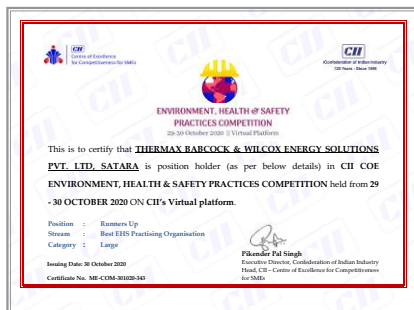 CII
Centre of Excellence
for Competitiveness for SMEs
CII
Confederation of Indian Industry
125 Years - Since 1895
ENVIRONMENT, HEALTH & SAFETY
PRACTICES COMPETITION
29-30 October 2020 || Virtual Platform
This is to certify that THERMAX BABCOCK & WILCOX ENERGY SOLUTIONS
PVT. LTD, SATARA is position holder (as per below details) in CII COE
ENVIRONMENT, HEALTH & SAFETY PRACTICES COMPETITION held from 29
- 30 OCTOBER 2020 ON CII's Virtual platform.
Position : Runners Up
Stream : Best EHS Practising Organisation
Category : Large
Issuing Date: 30 October 2020
Certificate No. ME-COM-301020-343
Pikender Pal Singh
Executive Director, Confederation of Indian Industry
Head, CII – Centre of Excellence for Competitiveness
for SMEs